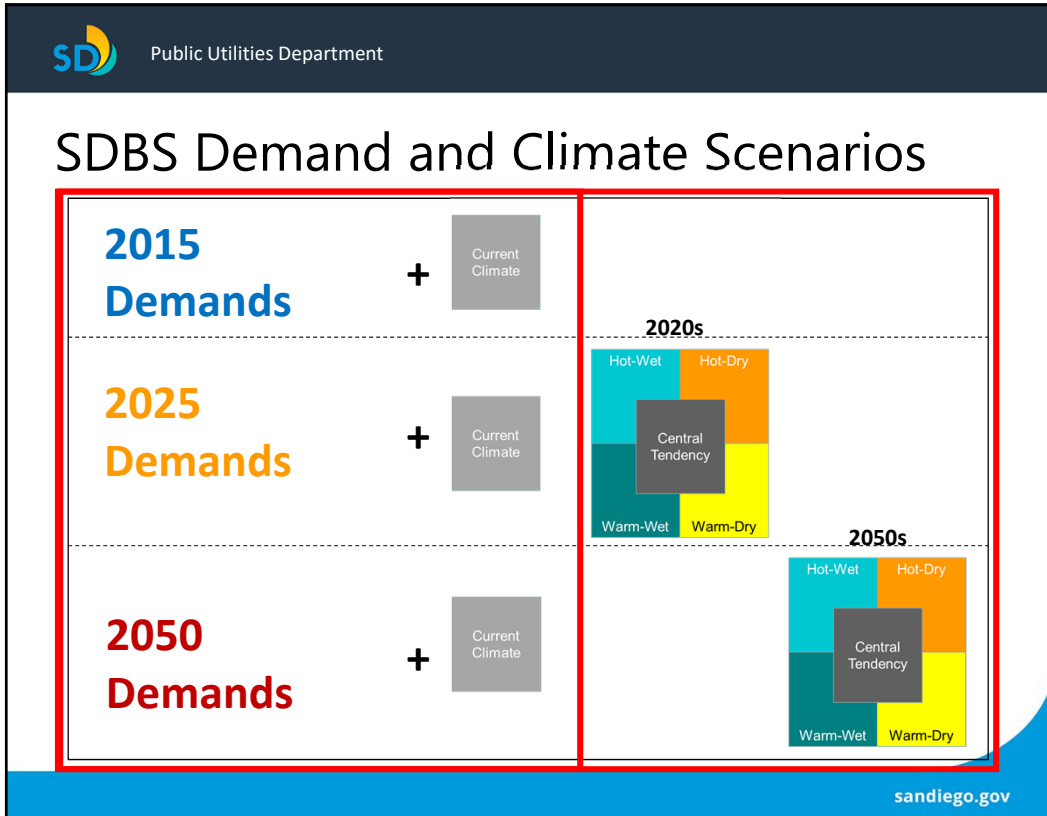 SD
Public Utilities Department
SDBS Demand and Climate Scenarios
2015
Demands
+
Current
Climate
2020s
2025
Demands
+
Current
Climate
Hot-Wet
Hot-Dry
Central
Tendency
Warm-Wet
Warm-Dry
2050s
2050
Demands
+
Current
Climate
Hot-Wet
Hot-Dry
Central
Tendency
Warm-Wet
Warm-Dry
sandiego.gov